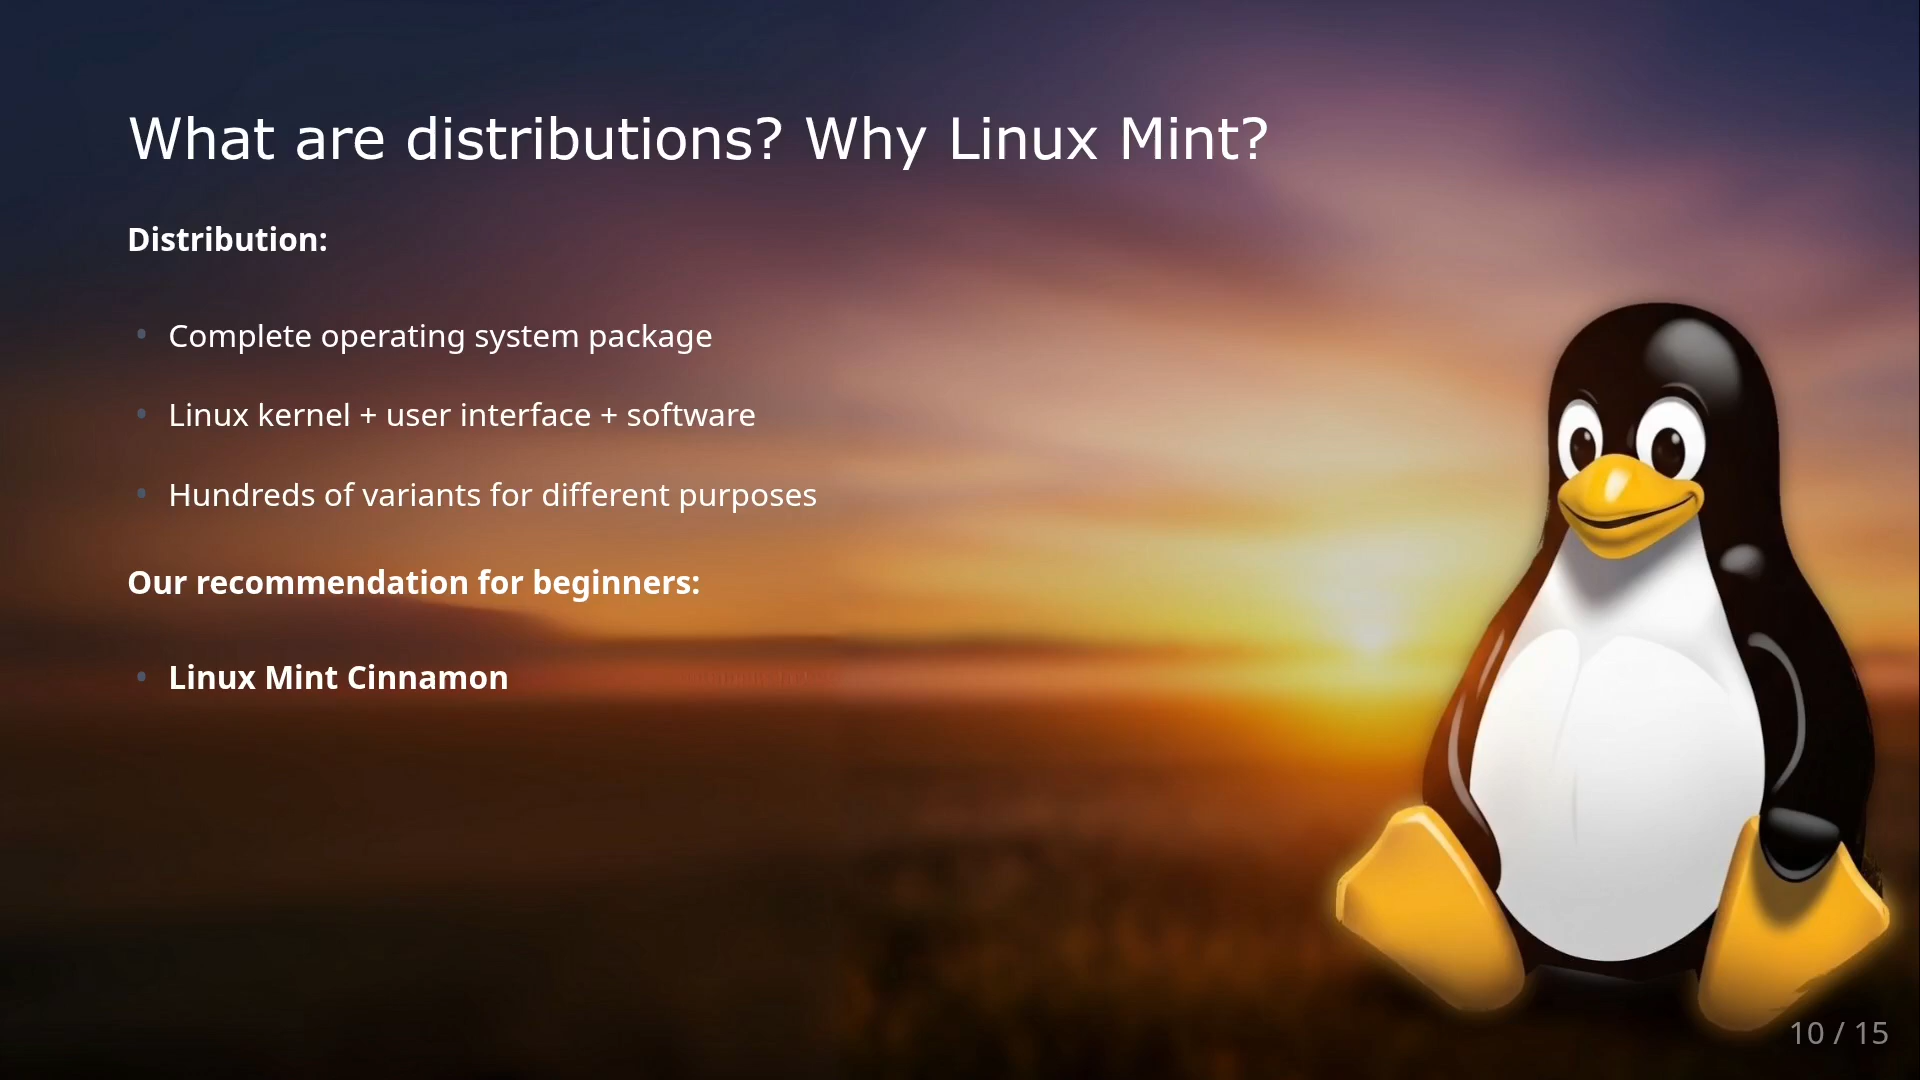 What are distributions? Why Linux Mint?
Distribution:
• Complete operating system package
• Linux kernel + user interface + software
• Hundreds of variants for different purposes
Our recommendation for beginners:
• Linux Mint Cinnamon
10 / 15